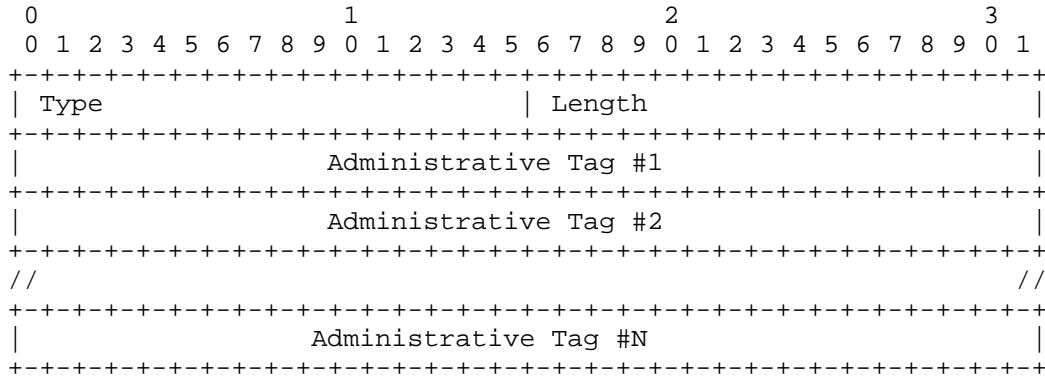 0                   1                   2                   3
 0 1 2 3 4 5 6 7 8 9 0 1 2 3 4 5 6 7 8 9 0 1 2 3 4 5 6 7 8 9 0 1
+-+-+-+-+-+-+-+-+-+-+-+-+-+-+-+-+-+-+-+-+-+-+-+-+-+-+-+-+-+-+-+-+
| Type                          | Length                        |
+-+-+-+-+-+-+-+-+-+-+-+-+-+-+-+-+-+-+-+-+-+-+-+-+-+-+-+-+-+-+-+-+
|                   Administrative Tag #1                       |
+-+-+-+-+-+-+-+-+-+-+-+-+-+-+-+-+-+-+-+-+-+-+-+-+-+-+-+-+-+-+-+-+
|                   Administrative Tag #2                       |
+-+-+-+-+-+-+-+-+-+-+-+-+-+-+-+-+-+-+-+-+-+-+-+-+-+-+-+-+-+-+-+-+
//                                                             //
+-+-+-+-+-+-+-+-+-+-+-+-+-+-+-+-+-+-+-+-+-+-+-+-+-+-+-+-+-+-+-+-+
|                  Administrative Tag #N                        |
+-+-+-+-+-+-+-+-+-+-+-+-+-+-+-+-+-+-+-+-+-+-+-+-+-+-+-+-+-+-+-+-+